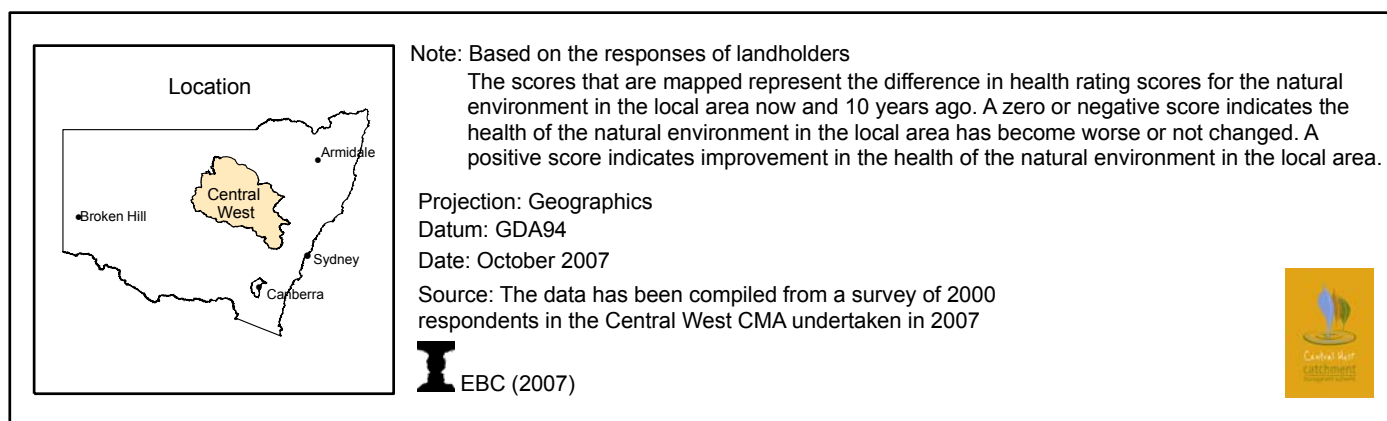 Location
Armidale
Central
West
Broken Hill
Sydney
Canberra
Note: Based on the responses of landholders
The scores that are mapped represent the difference in health rating scores for the natural
environment in the local area now and 10 years ago. A zero or negative score indicates the
health of the natural environment in the local area has become worse or not changed. A
positive score indicates improvement in the health of the natural environment in the local area.
Projection: Geographics
Datum: GDA94
Date: October 2007
Source: The data has been compiled from a survey of 2000
respondents in the Central West CMA undertaken in 2007
EBC (2007)
Central West
catchment